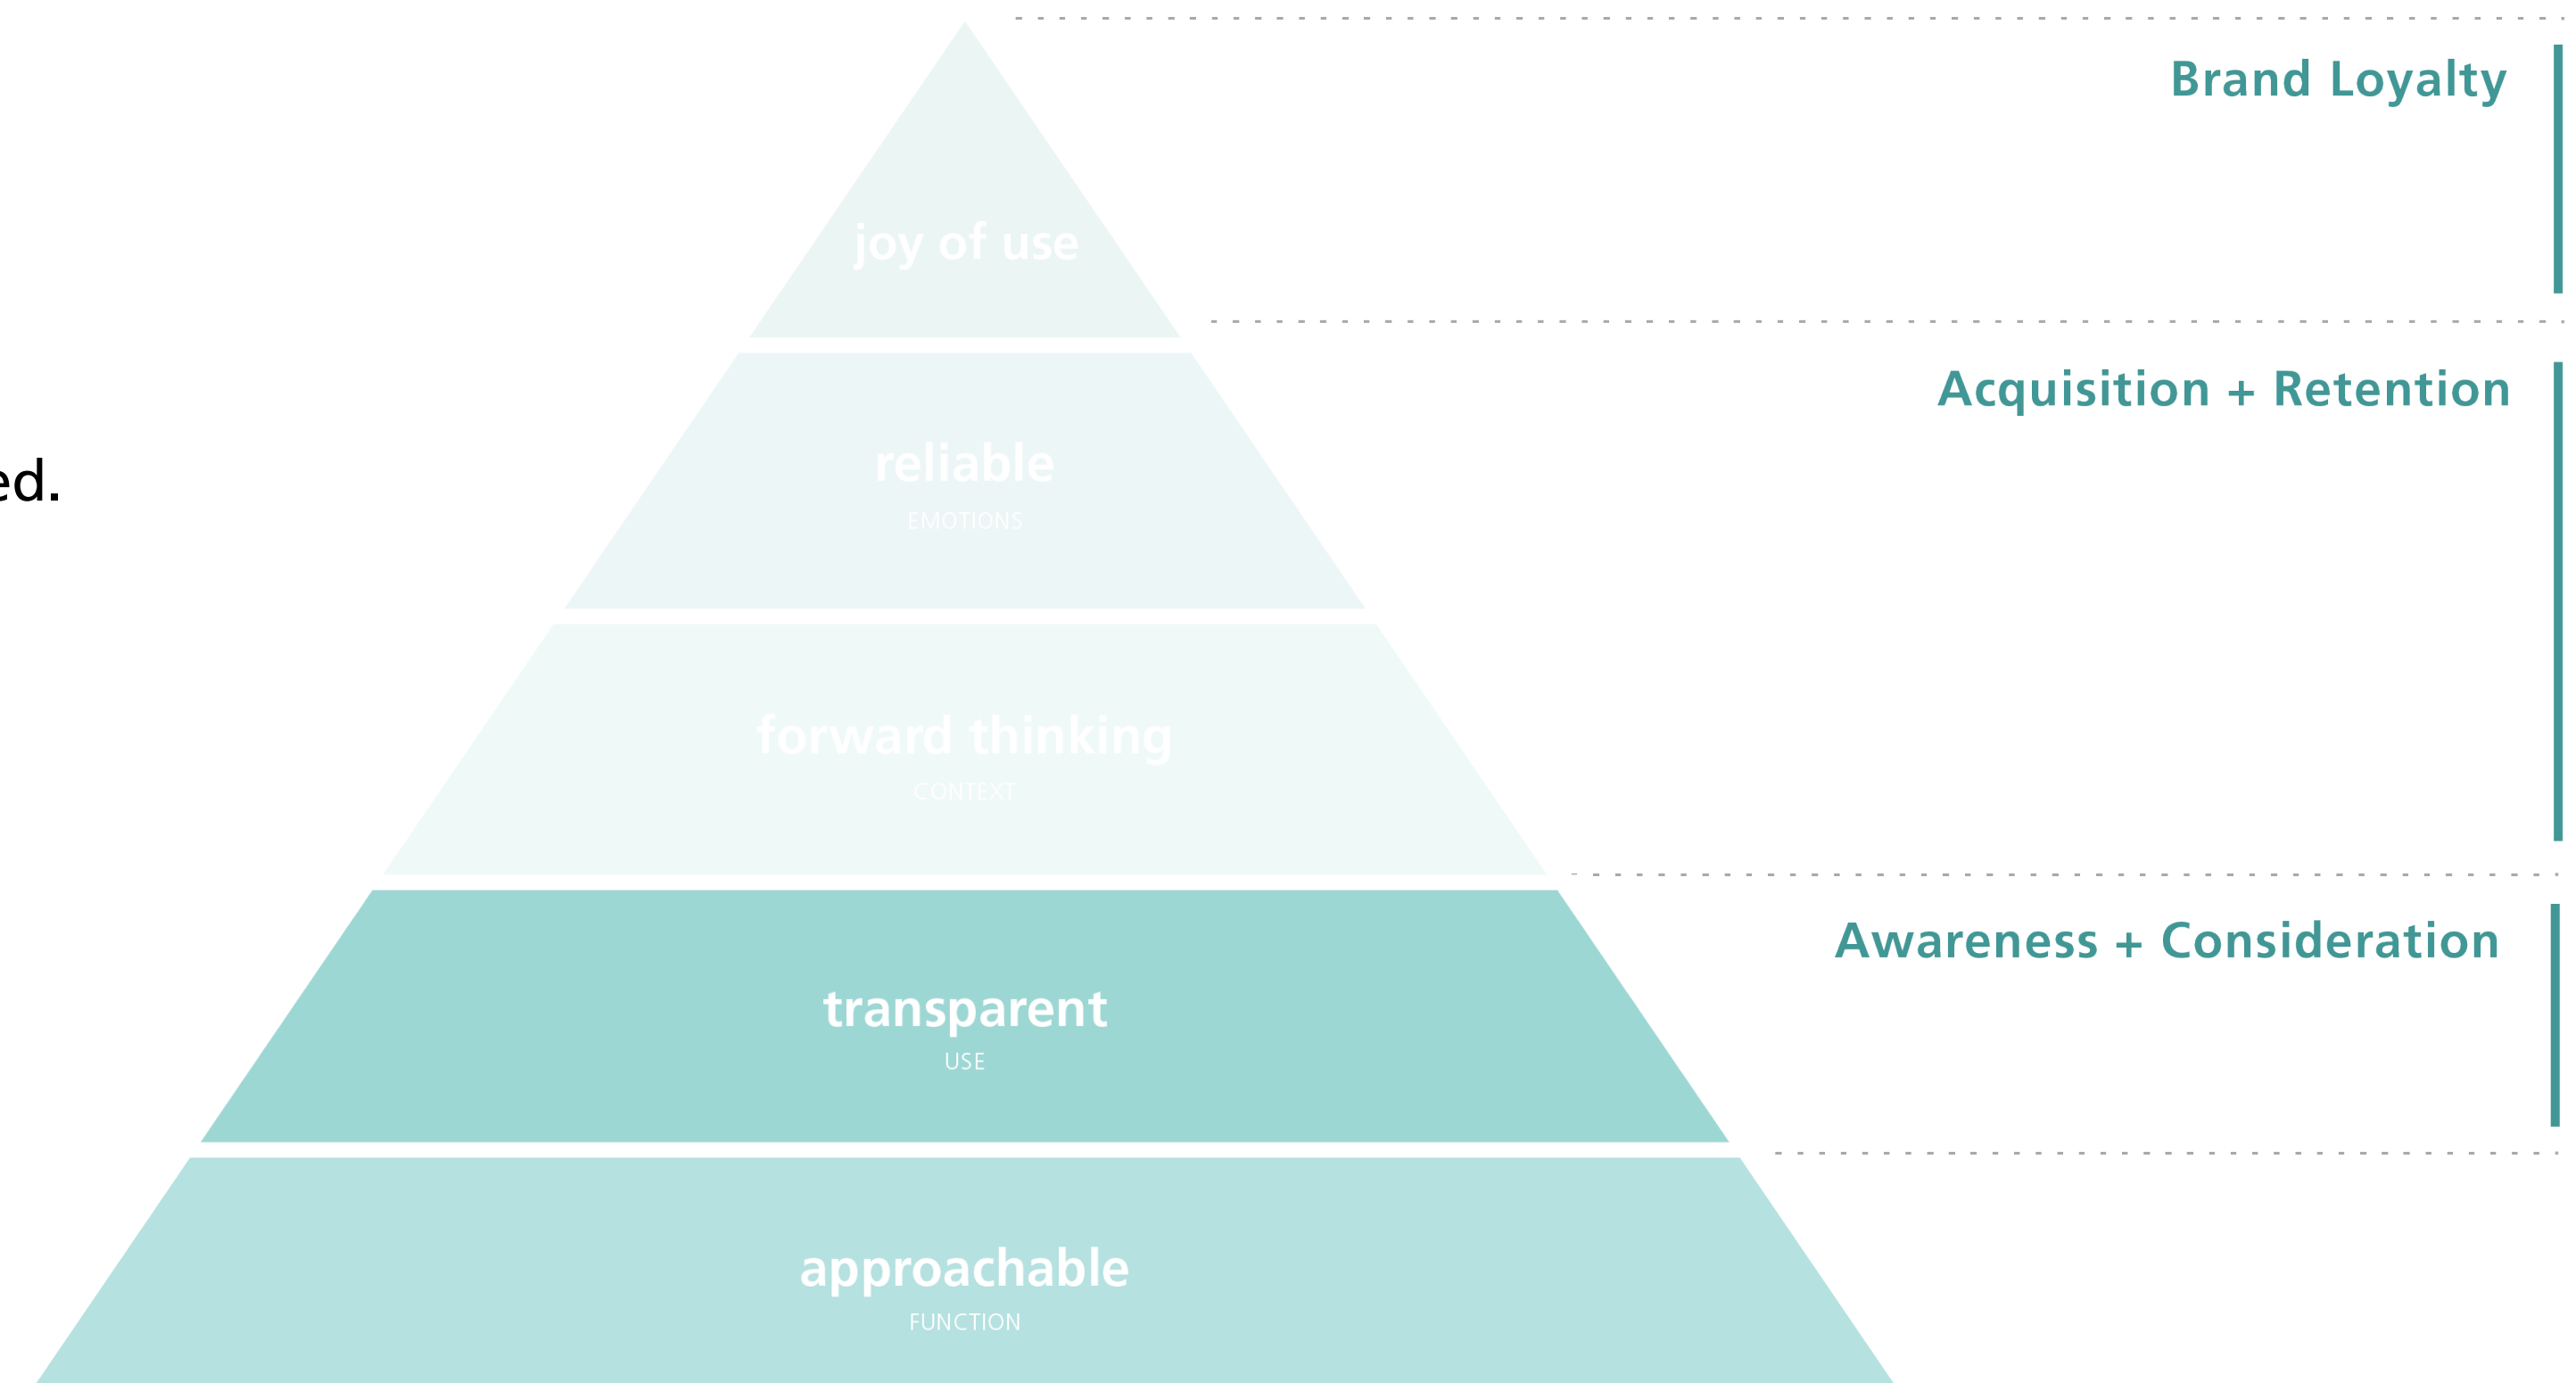 Brand Loyalty
joy of use
Acquisition + Retention
reliable
ed.
EMOTIONS
forward thinking
CONTEXT
Awareness + Consideration
transparent
USE
approachable
FUNCTION